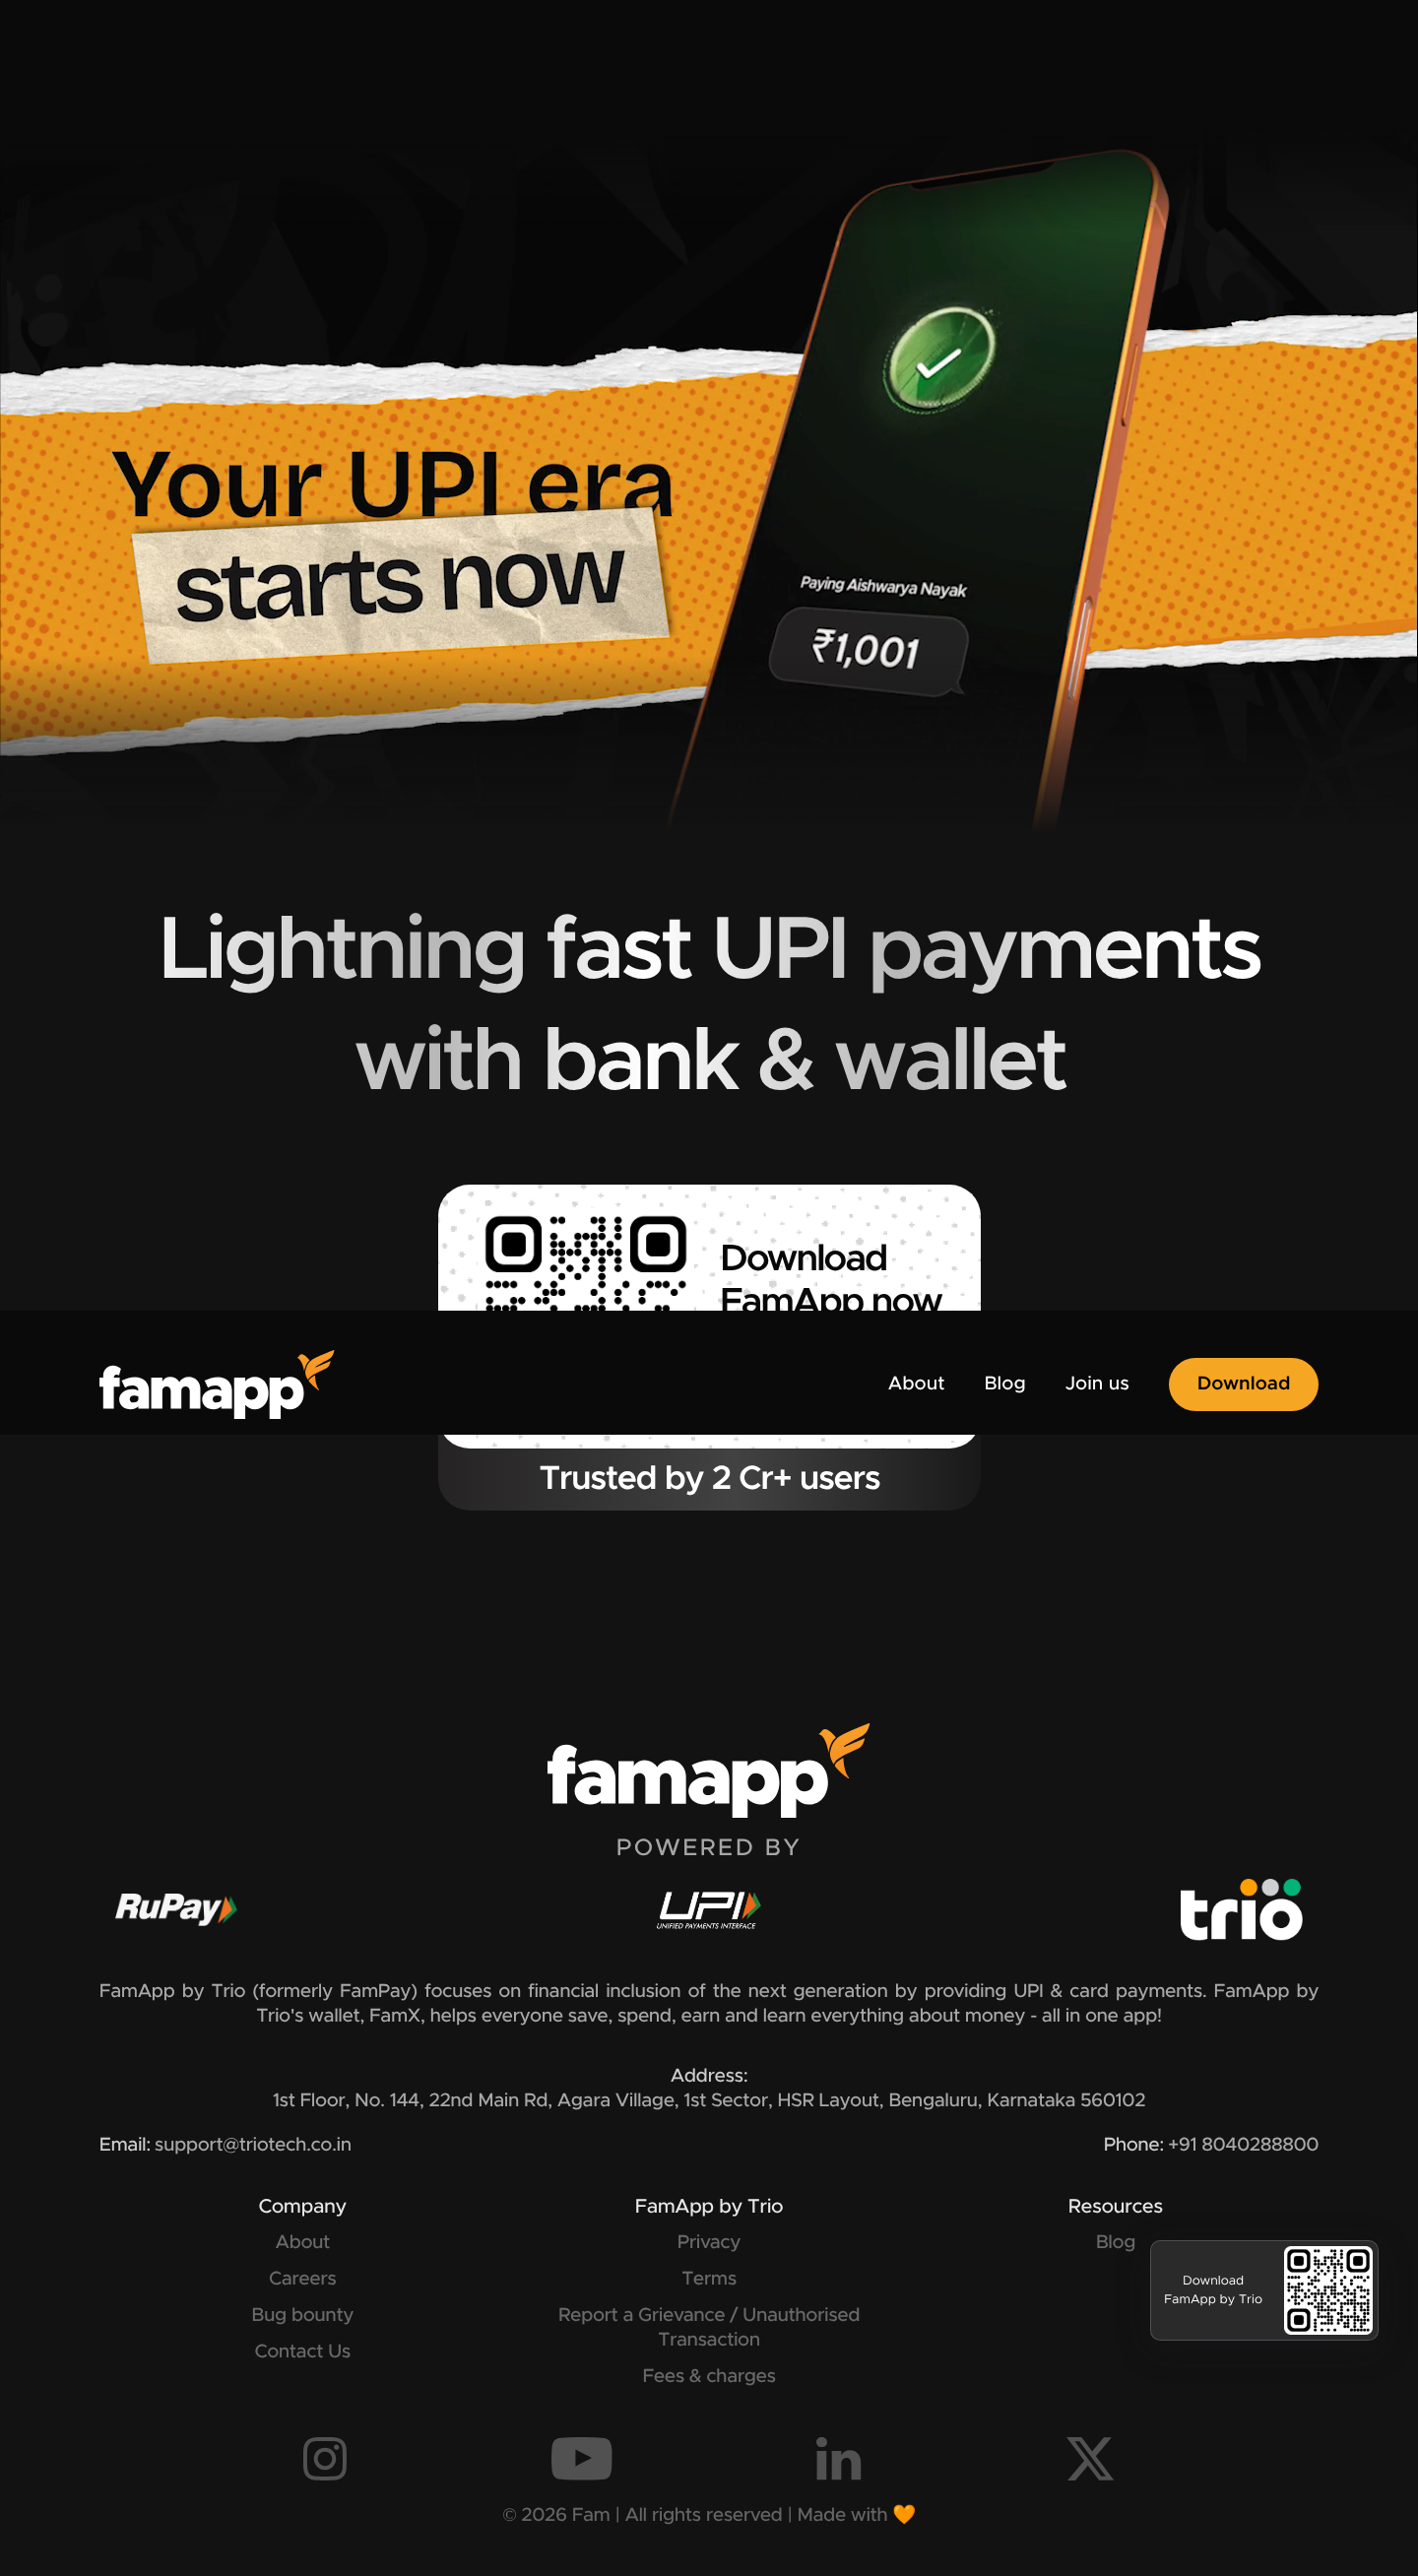 Your UPI era
starts now
Paying Aishwarya Nayak
₹1,001
Lightning fast UPI payments
with bank & wallet
Download
FamApp now
famapp
About
Blog
Join us
Download
Trusted by 2 Cr+ users
famapp
POWERED BY
RuPay
UPI
UNIFIED PAYMENTS INTERFACE
trio
FamApp by Trio (formerly FamPay) focuses on financial inclusion of the next generation by providing UPI & card payments. FamApp by
Trio's wallet, FamX, helps everyone save, spend, earn and learn everything about money - all in one app!
Address:
1st Floor, No. 144, 22nd Main Rd, Agara Village, 1st Sector, HSR Layout, Bengaluru, Karnataka 560102
Email: support@triotech.co.in
Phone: +91 8040288800
Company
About
Careers
Bug bounty
Contact Us
FamApp by Trio
Privacy
Terms
Report a Grievance / Unauthorised
Transaction
Fees & charges
Resources
Blog
Download
FamApp by Trio
© 2026 Fam | All rights reserved | Made with 🧡